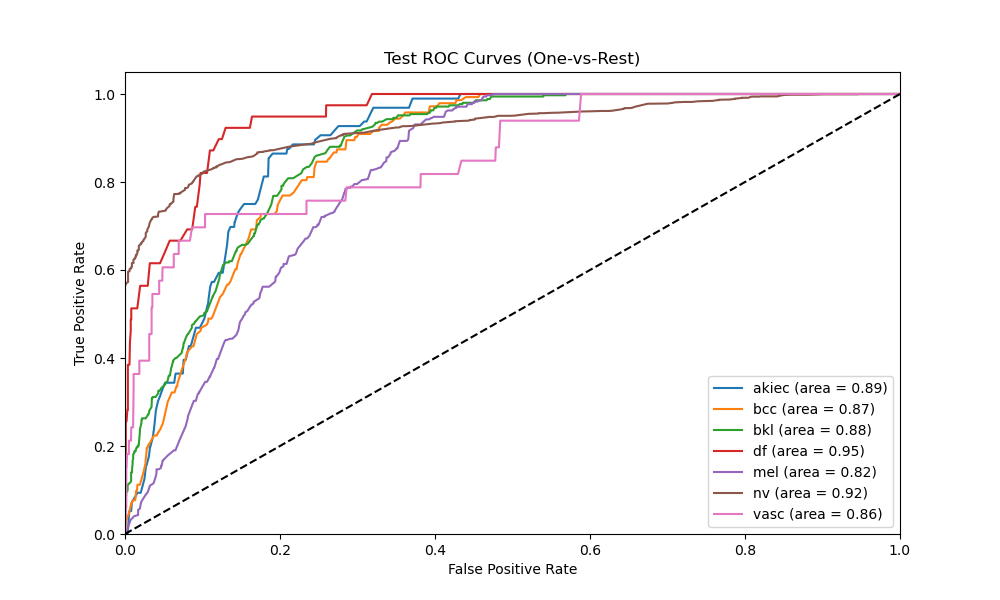 Test ROC Curves (One-vs-Rest)
True Positive Rate
1.0
0.8
0.6
0.4
0.2
0.0
akiec (area = 0.89)
bcc (area = 0.87)
bkl (area = 0.88)
df (area = 0.95)
mel (area = 0.82)
nv (area = 0.92)
vasc (area = 0.86)
0.0 0.2 0.4 0.6 0.8 1.0
False Positive Rate